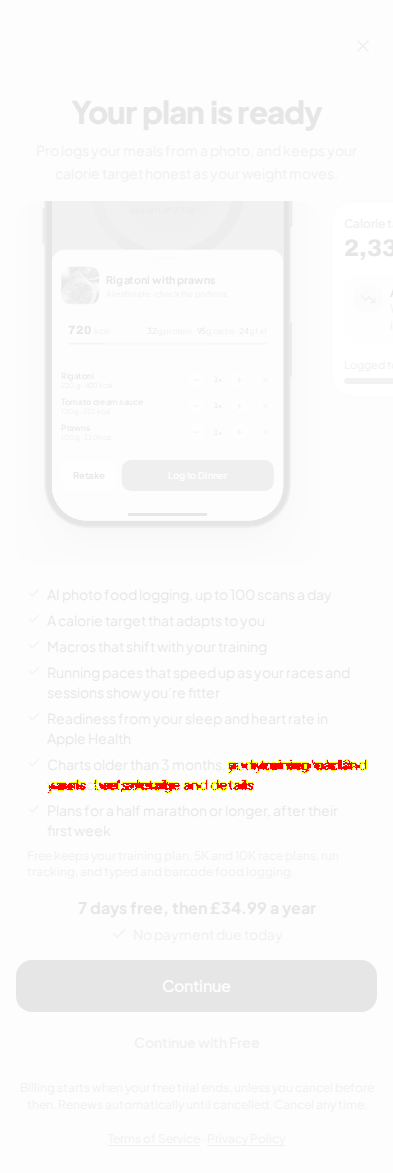 Your plan is ready
Pro logs your meals from a photo, and keeps your
calorie target honest as your weight moves
Rigatoni with prawns
Calorie t
2,33
720 kcal
Logged t
Rigatoni
Tomato cream sauce
Prawns
Retake
Log to Dinner
AI photo food logging, up to 100 scans a day
A calorie target that adapts to you
Macros that shift with your training
Running paces that speed up as your races and
sessions show you're fitter
Readiness from your sleep and heart rate in
Apple Health
Charts older than 3 months,
and details
Plans for a half marathon or longer, after their
first week
Free keeps your training plan, 5K and 10K race plans, run
tracking, and typed and barcode food logging.
7 days free, then £34.99 a year
No payment due today
Continue
Continue with Free
Billing starts when your free trial ends, unless you cancel before
then. Renews automatically until cancelled. Cancel any time.
Terms of Service · Privacy Policy